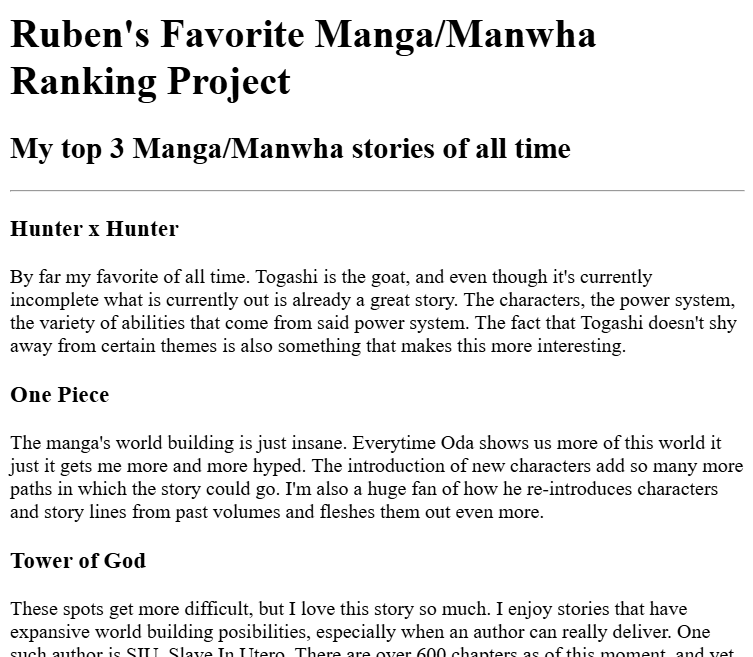 Ruben's Favorite Manga/Manwha
Ranking Project
My top 3 Manga/Manwha stories of all time
Hunter x Hunter
By far my favorite of all time. Togashi is the goat, and even though it's currently
incomplete what is currently out is already a great story. The characters, the power system,
the variety of abilities that come from said power system. The fact that Togashi doesn't shy
away from certain themes is also something that makes this more interesting.
One Piece
The manga's world building is just insane. Everytime Oda shows us more of this world it
just it gets me more and more hyped. The introduction of new characters add so many more
paths in which the story could go. I'm also a huge fan of how he re-introduces characters
and story lines from past volumes and fleshes them out even more.
Tower of God
These spots get more difficult, but I love this story so much. I enjoy stories that have
expansive world building posibilities, especially when an author can really deliver. One
such author is SIU, Slave In Utero. There are over 600 chapters as of this moment, and yet